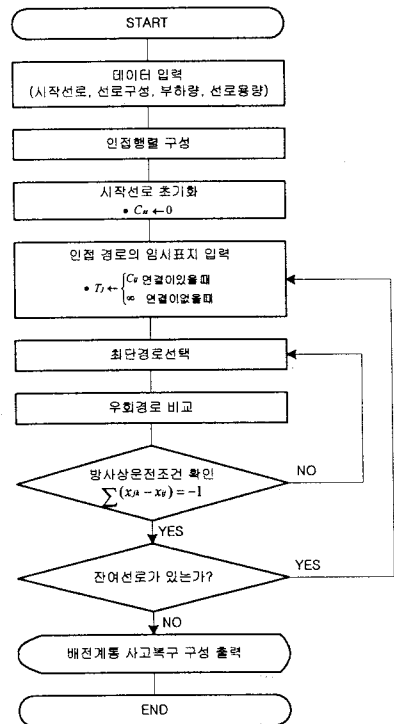 START
데이터 입력
(시작선로, 선로구성, 부하량, 선로용량)
인접행렬 구성
시작선로 초기화
• Cₛₜ ← 0
인접 경로의 임시표지 입력
• Tⱼ ← { Cᵢⱼ 연결이있을때
∞ 연결이없을때
최단경로선택
우회경로 비교
방사상운전조건 확인
NO
∑(xⱼₖ − xᵢⱼ) = −1
YES
잔여선로가 있는가?
YES
NO
배전계통 사고복구 구성 출력
END